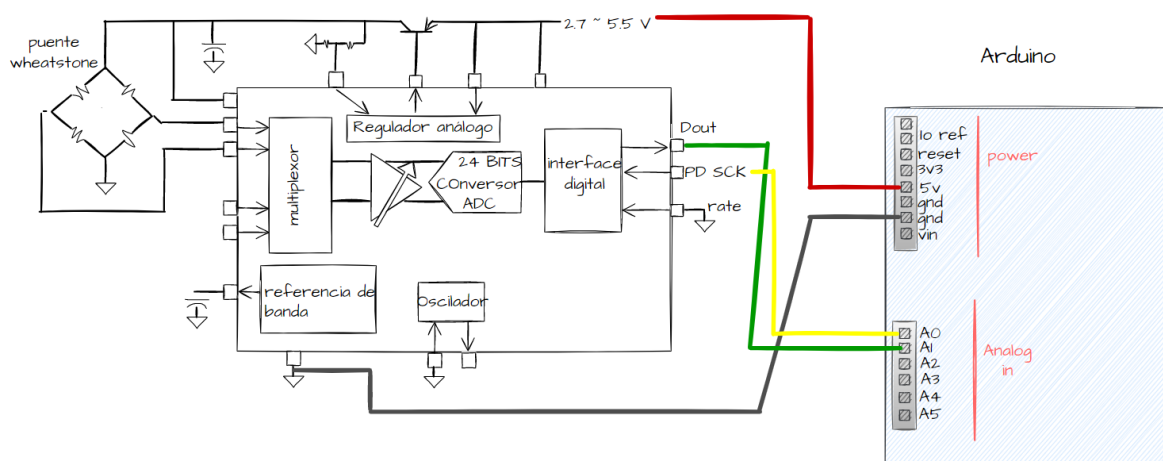 puente
wheatstone
2.7 ~ 5.5 V
Arduino
Regulador análogo
multiplexor
24 BITS
COnversor
ADC
interface
digital
Dout
PD SCK
rate
referencia de
banda
Oscilador
Io ref
reset
3v3
5v
gnd
gnd
vin
power
A0
A1
A2
A3
A4
A5
Analog
in